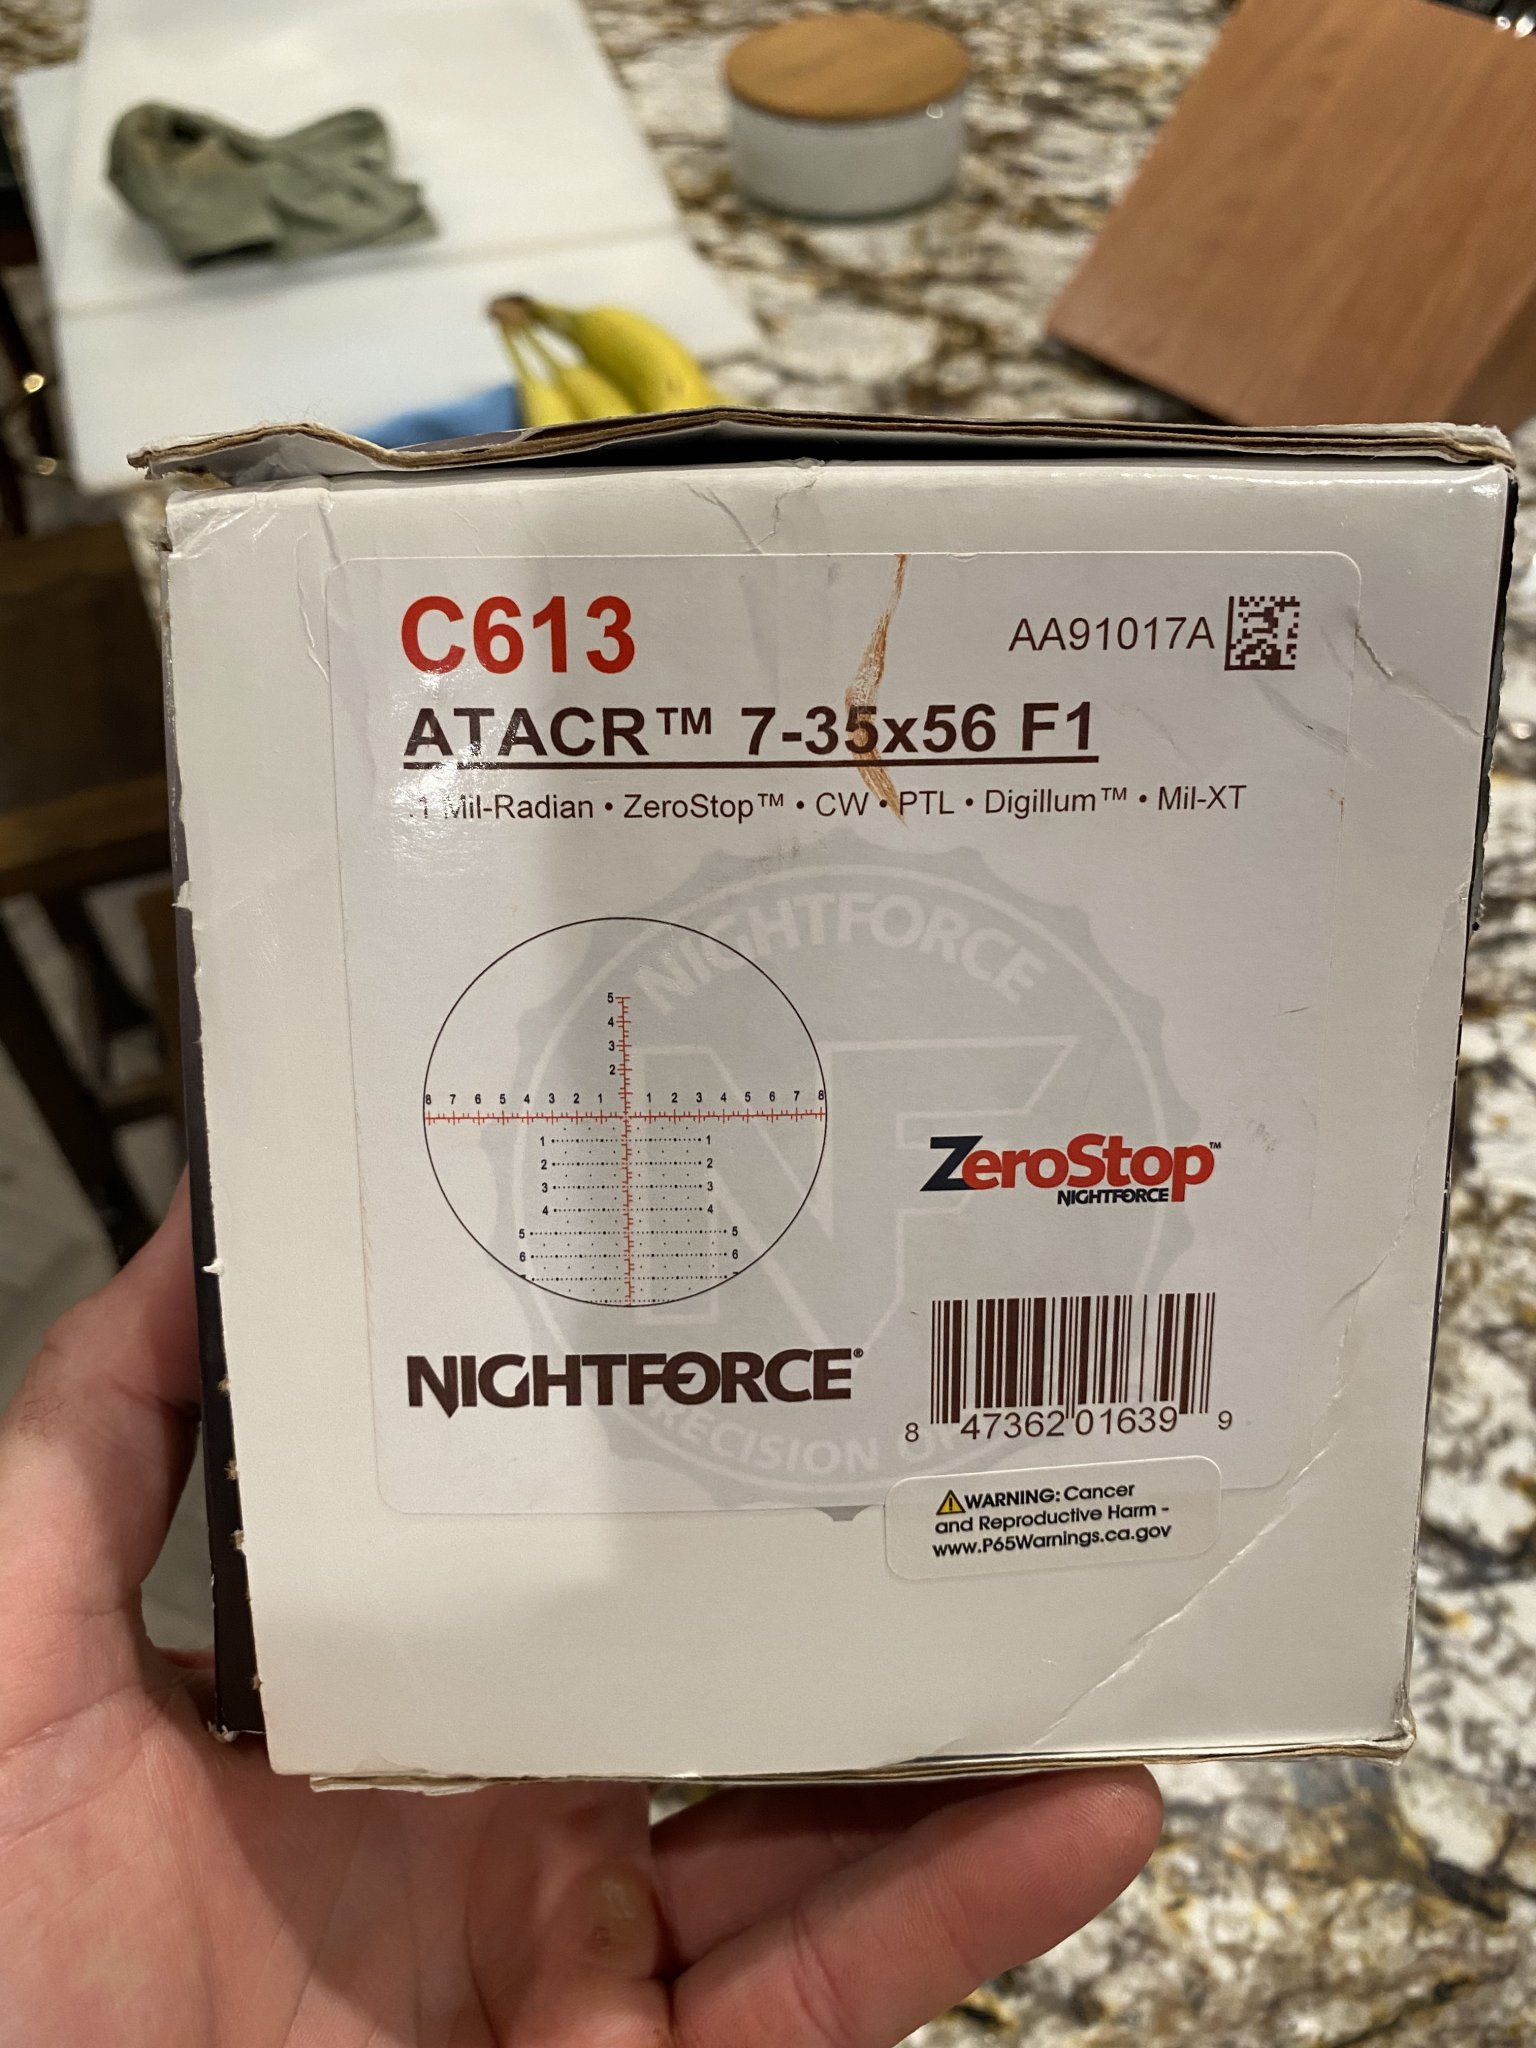 C613
AA91017A
ATACR™ 7-35x56 F1
.1 Mil-Radian • ZeroStop™ • CW • PTL • Digillum™ • Mil-XT
NIGHTFORCE
5
4
3
2
8 7 6 5 4 3 2 1 1 2 3 4 5 6 7 8
1 1
2 2
3 3
4 4
5 5
6 6
ZeroStop™
NIGHTFORCE
NIGHTFORCE®
PRECISION
8 47362 01639 9
WARNING: Cancer
and Reproductive Harm -
www.P65Warnings.ca.gov